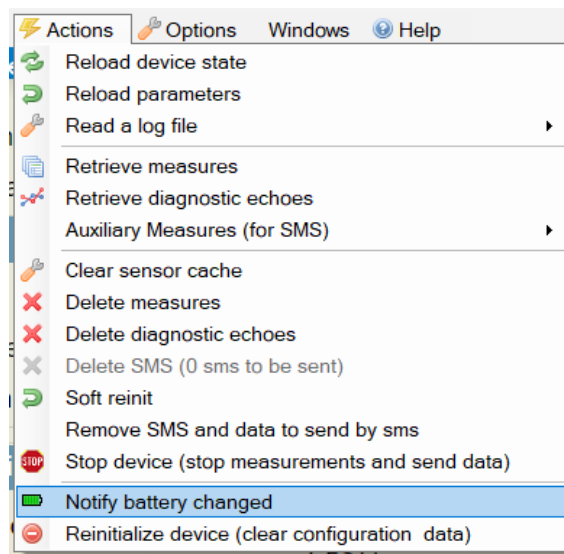 Actions Options Windows Help
Reload device state
Reload parameters
Read a log file
Retrieve measures
Retrieve diagnostic echoes
Auxiliary Measures (for SMS)
Clear sensor cache
Delete measures
Delete diagnostic echoes
Delete SMS (0 sms to be sent)
Soft reinit
Remove SMS and data to send by sms
STOP Stop device (stop measurements and send data)
Notify battery changed
Reinitialize device (clear configuration data)